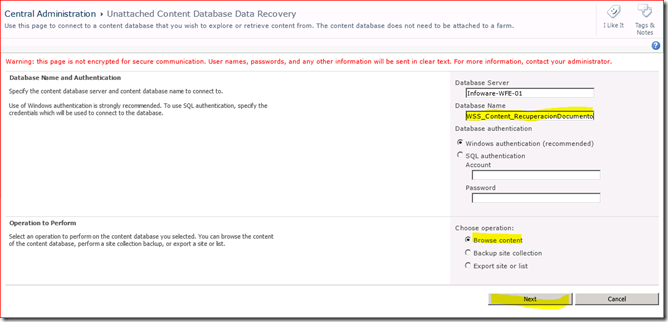 Central Administration ▸ Unattached Content Database Data Recovery
Use this page to connect to a content database that you wish to explore or retrieve content from. The content database does not need to be attached to a farm.
I Like It
Tags & Notes
Warning: this page is not encrypted for secure communication. User names, passwords, and any other information will be sent in clear text. For more information, contact your administrator.
Database Name and Authentication
Specify the content database server and content database name to connect to.
Use of Windows authentication is strongly recommended. To use SQL authentication, specify the
credentials which will be used to connect to the database.
Database Server
Infoware-WFE-01
Database Name
WSS_Content_RecuperacionDocumento
Database authentication
Windows authentication (recommended)
SQL authentication
Account
Password
Operation to Perform
Select an operation to perform on the content database you selected. You can browse the content
of the content database, perform a site collection backup, or export a site or list.
Choose operation:
Browse content
Backup site collection
Export site or list
Next
Cancel